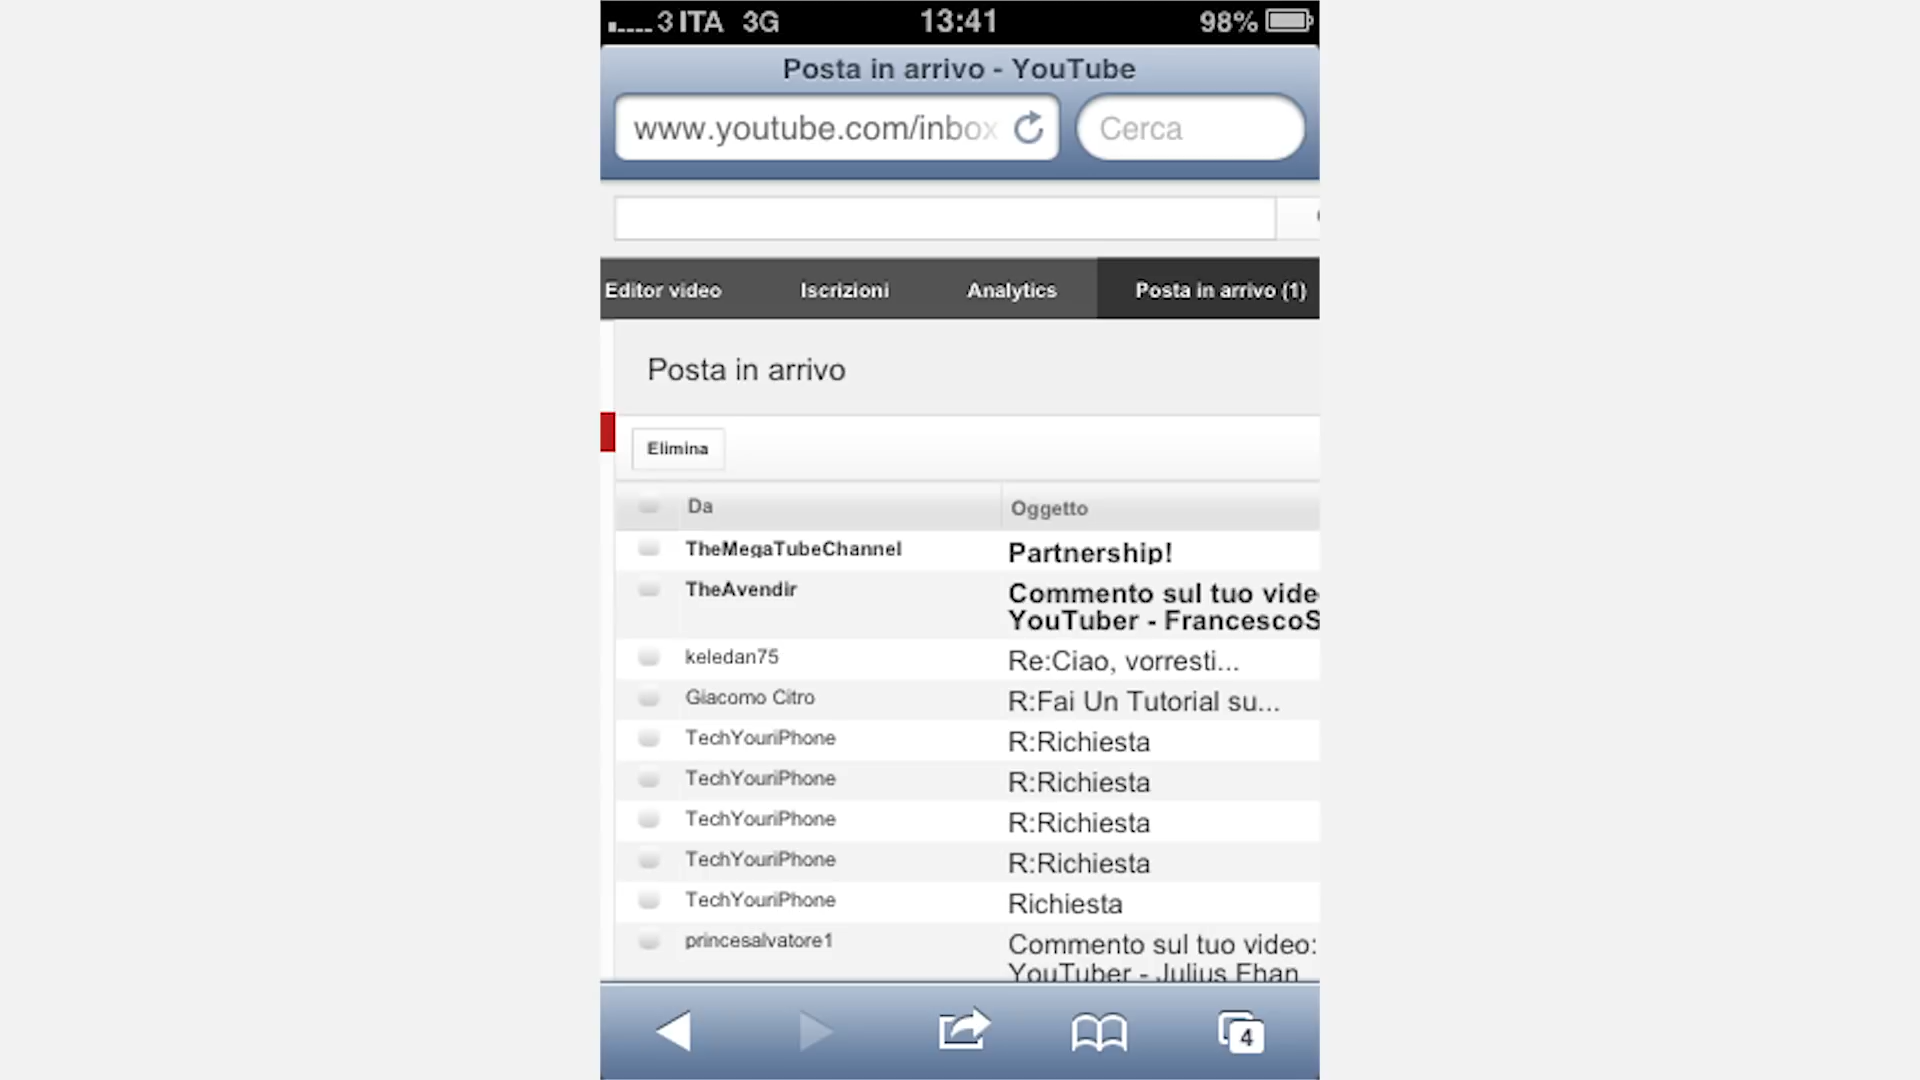 3 ITA 3G 13:41 98%
Posta in arrivo - YouTube
www.youtube.com/inbox Cerca
Editor video Iscrizioni Analytics Posta in arrivo (1)
Posta in arrivo
Elimina
Da Oggetto
TheMegaTubeChannel Partnership!
TheAvendir Commento sul tuo vide
YouTuber - FrancescoS
keledan75 Re:Ciao, vorresti...
Giacomo Citro R:Fai Un Tutorial su...
TechYouriPhone R:Richiesta
TechYouriPhone R:Richiesta
TechYouriPhone R:Richiesta
TechYouriPhone R:Richiesta
TechYouriPhone Richiesta
princesalvatore1 Commento sul tuo video:
YouTuber - Julius Ehan
4